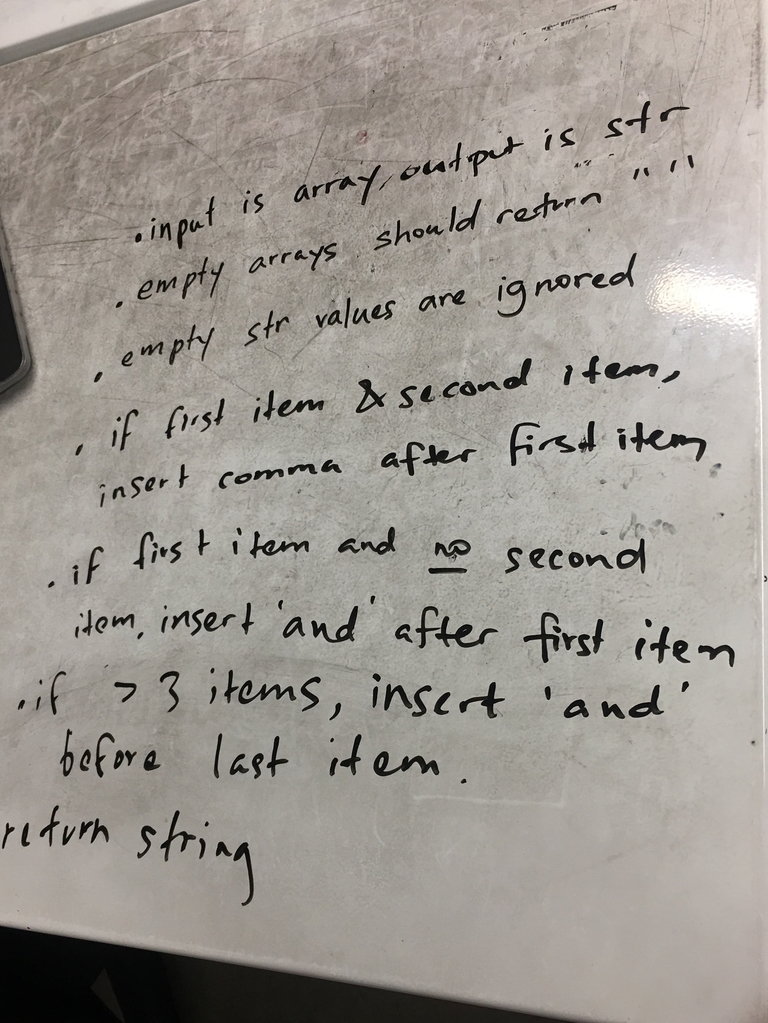 .input is array, output is str
. empty arrays should return " "
. empty str values are ignored
. if first item & second item,
insert comma after first item
. if first item and no second
item, insert 'and' after first item
. if > 3 items, insert 'and'
before last item.
return string